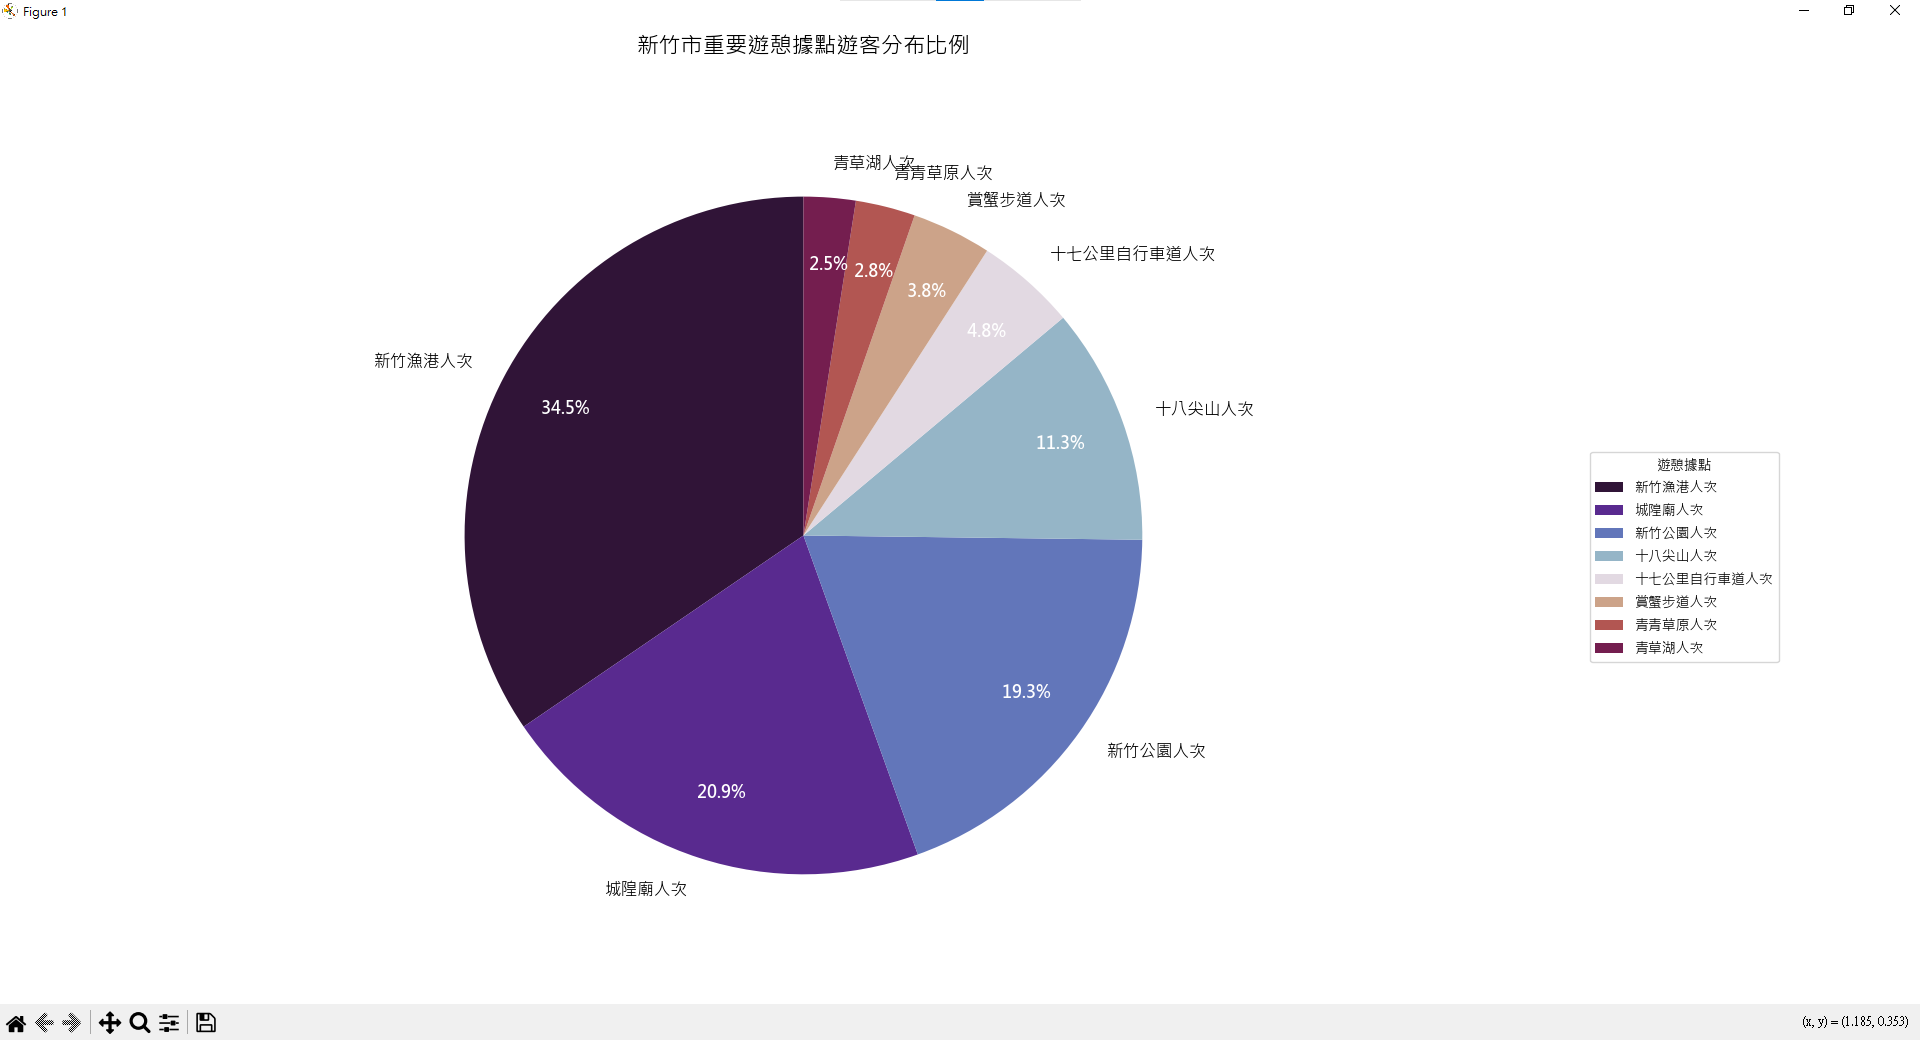 Figure 1
新竹市重要遊憩據點遊客分布比例
青草湖人次
青青草原人次
賞蟹步道人次
十七公里自行車道人次
2.5%
2.8%
3.8%
4.8%
新竹漁港人次
34.5%
十八尖山人次
11.3%
遊憩據點
新竹漁港人次
城隍廟人次
新竹公園人次
十八尖山人次
十七公里自行車道人次
賞蟹步道人次
青青草原人次
青草湖人次
19.3%
新竹公園人次
20.9%
城隍廟人次
(x, y) = (1.185, 0.353)